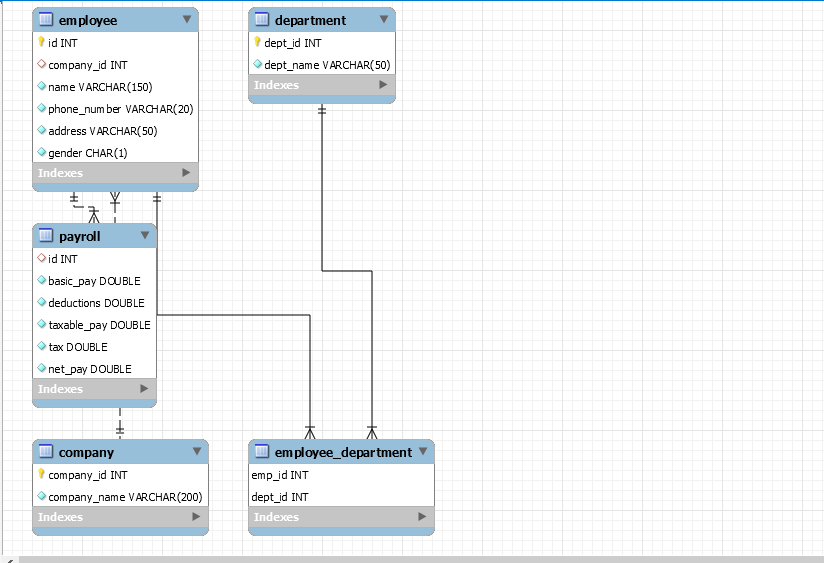 employee
id INT
company_id INT
name VARCHAR(150)
phone_number VARCHAR(20)
address VARCHAR(50)
gender CHAR(1)
Indexes
department
dept_id INT
dept_name VARCHAR(50)
Indexes
payroll
id INT
basic_pay DOUBLE
deductions DOUBLE
taxable_pay DOUBLE
tax DOUBLE
net_pay DOUBLE
Indexes
company
company_id INT
company_name VARCHAR(200)
Indexes
employee_department
emp_id INT
dept_id INT
Indexes